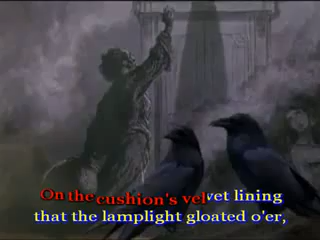 On the cushion's velvet lining
that the lamplight gloated o'er,